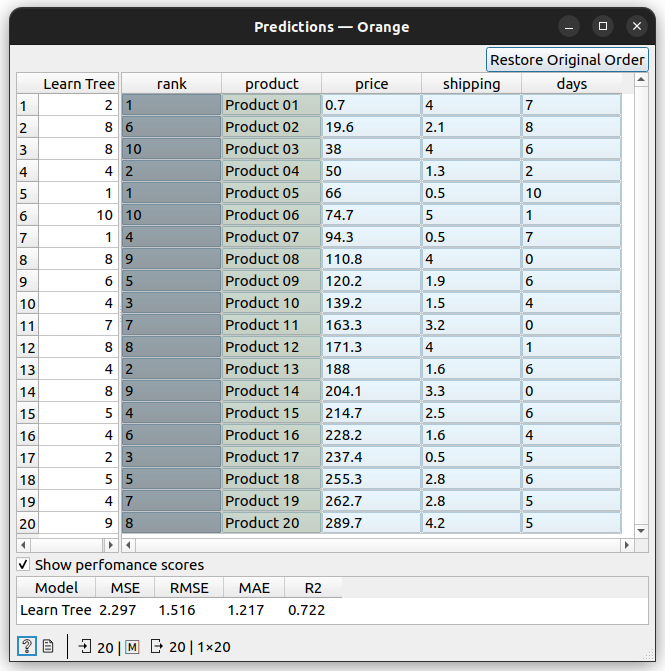 Predictions — Orange
Restore Original Order
Learn Tree rank product price shipping days
1 2 1 Product 01 0.7 4 7
2 8 6 Product 02 19.6 2.1 8
3 8 10 Product 03 38 4 6
4 4 2 Product 04 50 1.3 2
5 1 1 Product 05 66 0.5 10
6 10 10 Product 06 74.7 5 1
7 1 4 Product 07 94.3 0.5 7
8 8 9 Product 08 110.8 4 0
9 6 5 Product 09 120.2 1.9 6
10 4 3 Product 10 139.2 1.5 4
11 7 7 Product 11 163.3 3.2 0
12 8 8 Product 12 171.3 4 1
13 4 2 Product 13 188 1.6 6
14 8 9 Product 14 204.1 3.3 0
15 5 4 Product 15 214.7 2.5 6
16 4 6 Product 16 228.2 1.6 4
17 2 3 Product 17 237.4 0.5 5
18 5 5 Product 18 255.3 2.8 6
19 4 7 Product 19 262.7 2.8 5
20 9 8 Product 20 289.7 4.2 5
Show perfomance scores
Model MSE RMSE MAE R2
Learn Tree 2.297 1.516 1.217 0.722
? 20 | M 20 | 1×20